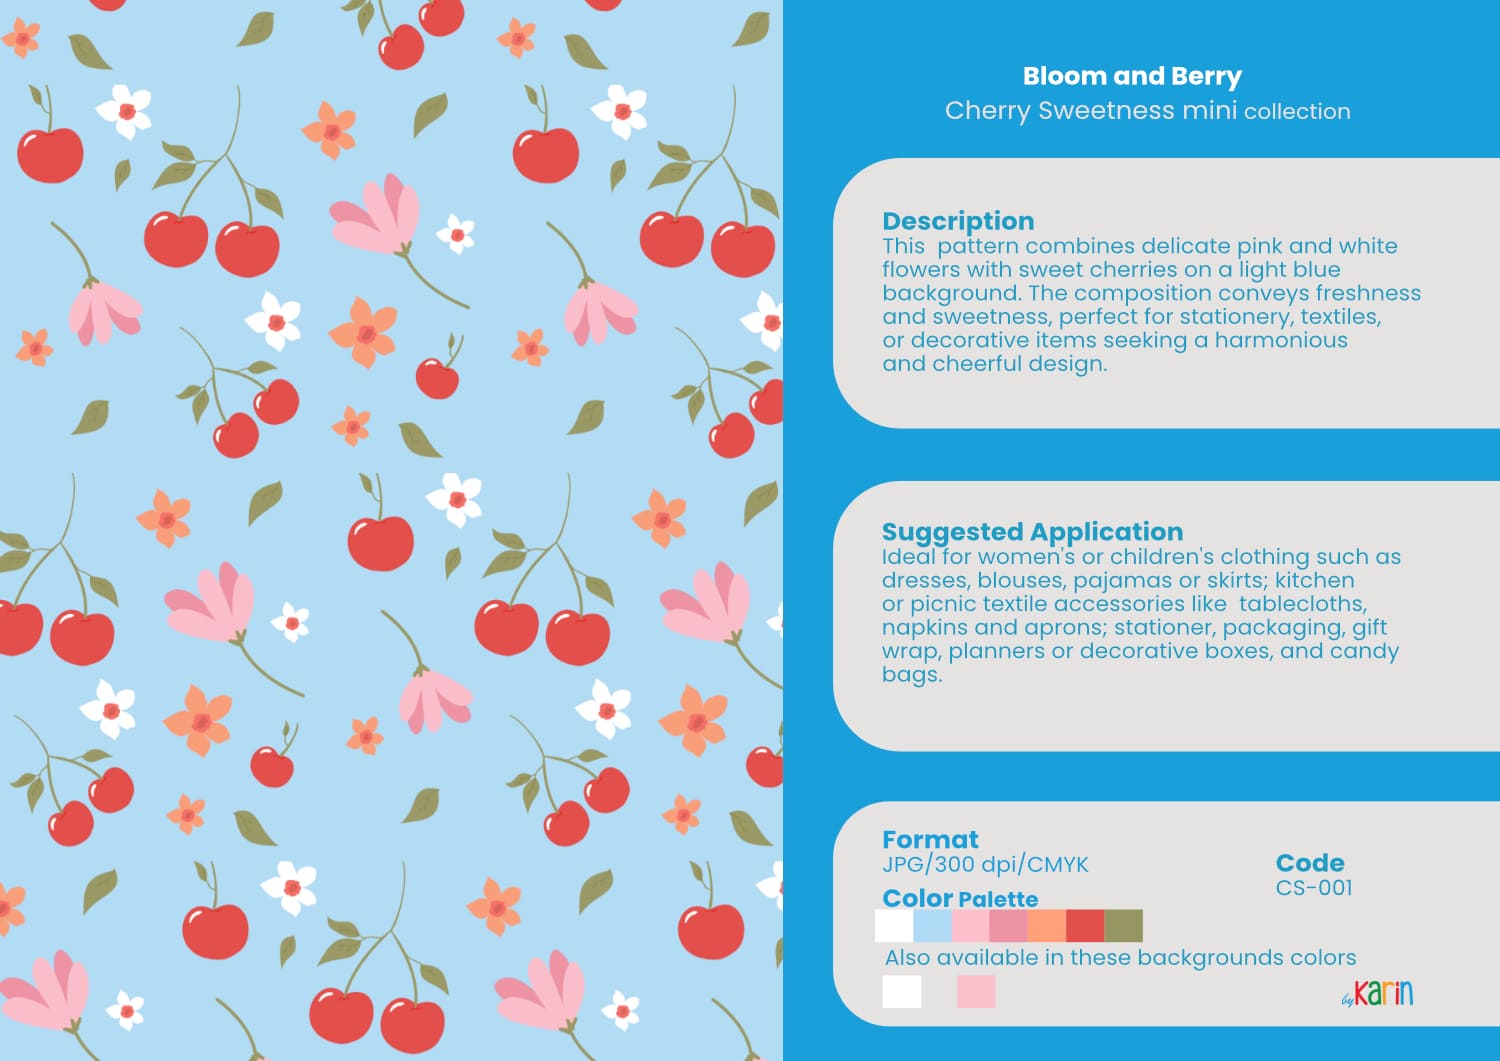 Bloom and Berry
Cherry Sweetness mini collection
Description
This  pattern combines delicate pink and white
flowers with sweet cherries on a light blue
background. The composition conveys freshness
and sweetness, perfect for stationery, textiles,
or decorative items seeking a harmonious
and cheerful design.
Suggested Application
Ideal for women's or children's clothing such as
dresses, blouses, pajamas or skirts; kitchen
or picnic textile accessories like  tablecloths,
napkins and aprons; stationer, packaging, gift
wrap, planners or decorative boxes, and candy
bags.
Format
JPG/300 dpi/CMYK
Code
CS-001
Color Palette
Also available in these backgrounds colors
by Karin